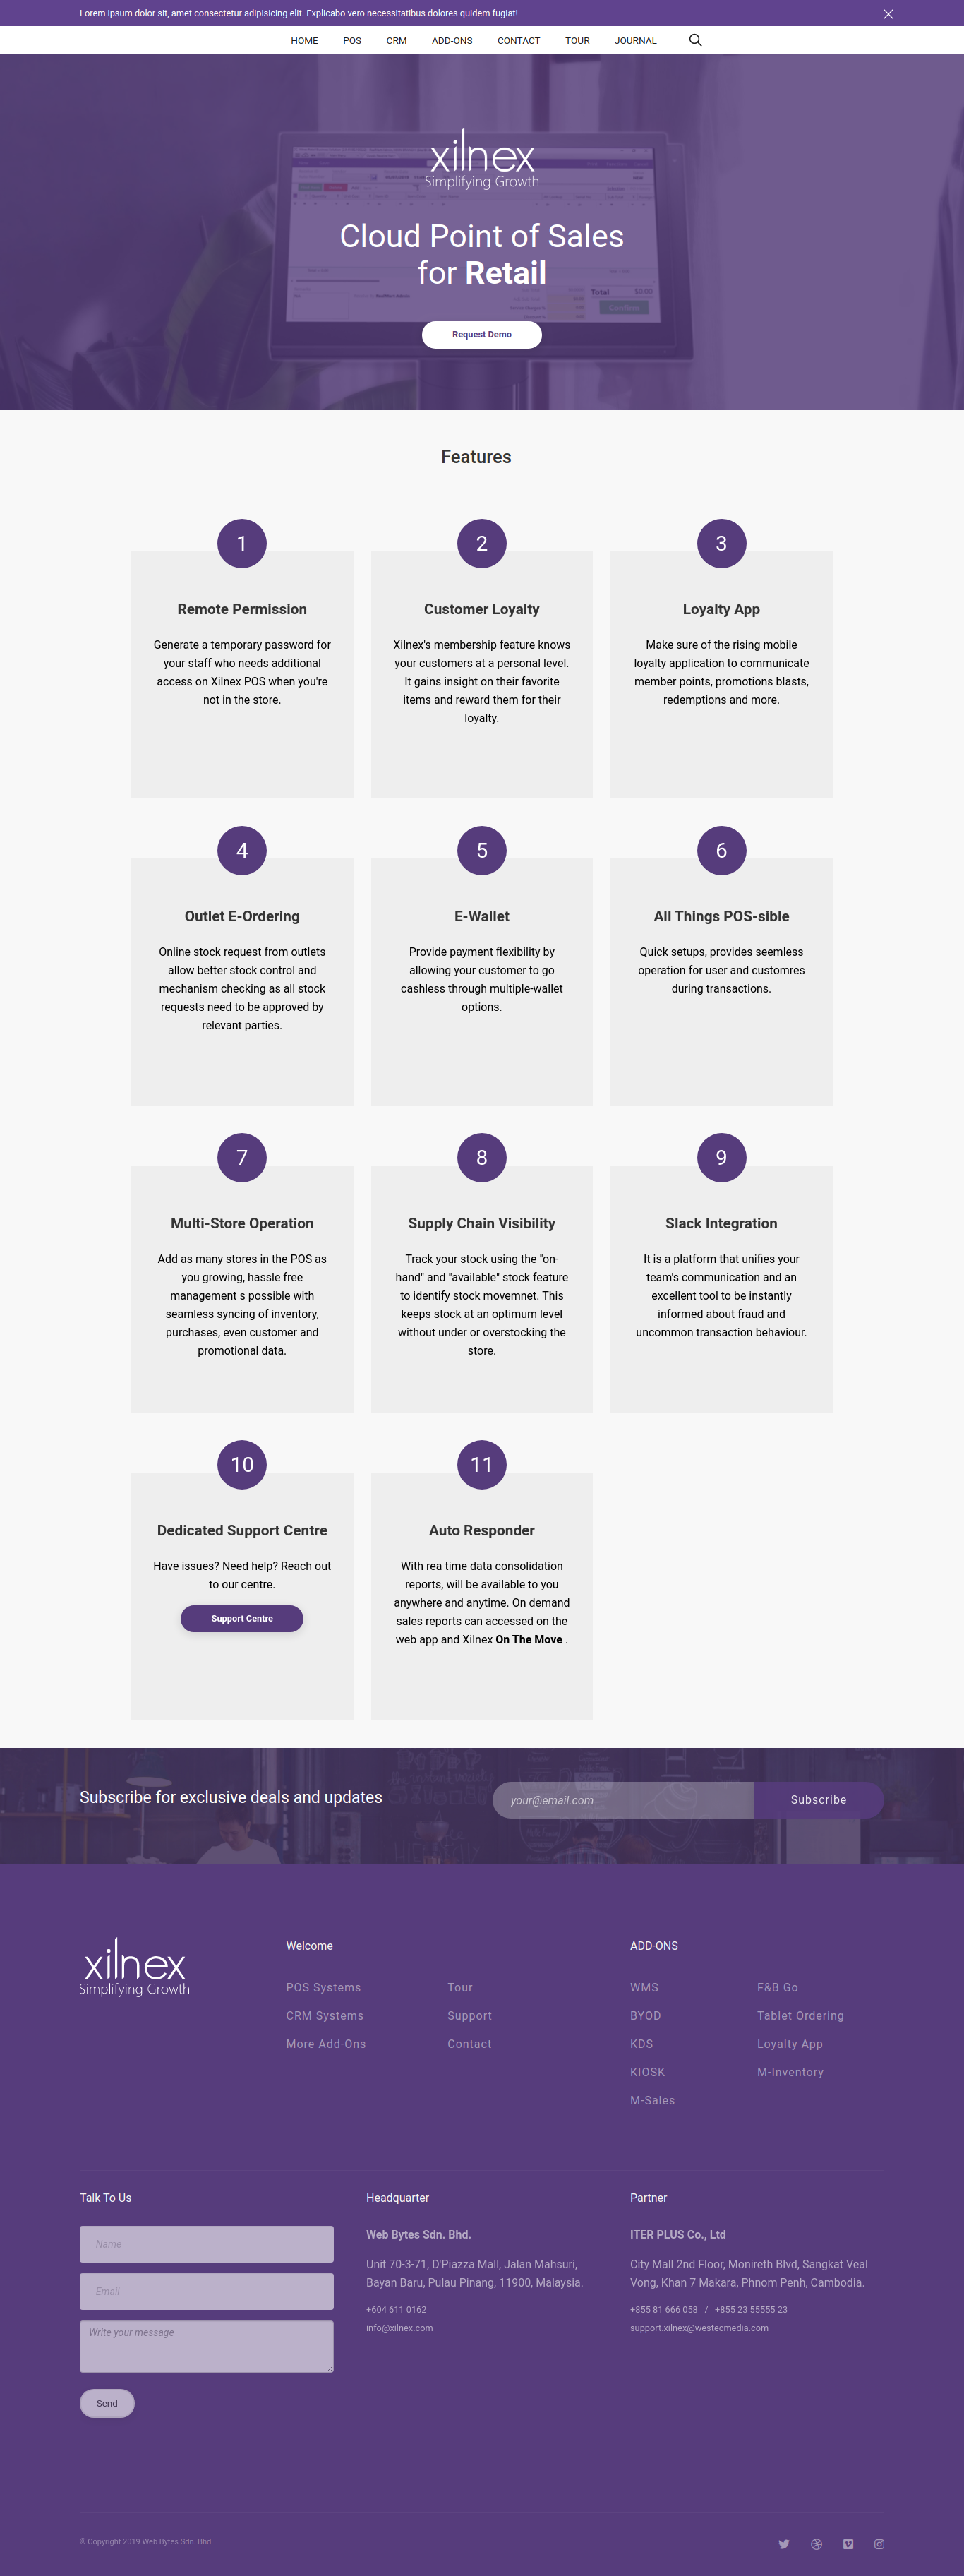 Lorem ipsum dolor sit, amet consectetur adipisicing elit. Explicabo vero necessitatibus dolores quidem fugiat!
HOME POS CRM ADD-ONS CONTACT TOUR JOURNAL
xilnex
Simplifying Growth
Cloud Point of Sales
for Retail
Total $0.00
Confirm
Request Demo
Features
1
Remote Permission
Generate a temporary password for
your staff who needs additional
access on Xilnex POS when you're
not in the store.
2
Customer Loyalty
Xilnex's membership feature knows
your customers at a personal level.
It gains insight on their favorite
items and reward them for their
loyalty.
3
Loyalty App
Make sure of the rising mobile
loyalty application to communicate
member points, promotions blasts,
redemptions and more.
4
Outlet E-Ordering
Online stock request from outlets
allow better stock control and
mechanism checking as all stock
requests need to be approved by
relevant parties.
5
E-Wallet
Provide payment flexibility by
allowing your customer to go
cashless through multiple-wallet
options.
6
All Things POS-sible
Quick setups, provides seemless
operation for user and customres
during transactions.
7
Multi-Store Operation
Add as many stores in the POS as
you growing, hassle free
management s possible with
seamless syncing of inventory,
purchases, even customer and
promotional data.
8
Supply Chain Visibility
Track your stock using the "on-
hand" and "available" stock feature
to identify stock movemnet. This
keeps stock at an optimum level
without under or overstocking the
store.
9
Slack Integration
It is a platform that unifies your
team's communication and an
excellent tool to be instantly
informed about fraud and
uncommon transaction behaviour.
10
Dedicated Support Centre
Have issues? Need help? Reach out
to our centre.
Support Centre
11
Auto Responder
With rea time data consolidation
reports, will be available to you
anywhere and anytime. On demand
sales reports can accessed on the
web app and Xilnex On The Move .
Subscribe for exclusive deals and updates
your@email.com
Subscribe
xilnex
Simplifying Growth
Welcome
POS Systems
CRM Systems
More Add-Ons
Tour
Support
Contact
ADD-ONS
WMS
BYOD
KDS
KIOSK
M-Sales
F&B Go
Tablet Ordering
Loyalty App
M-Inventory
Talk To Us
Name
Email
Write your message
Send
Headquarter
Web Bytes Sdn. Bhd.
Unit 70-3-71, D'Piazza Mall, Jalan Mahsuri,
Bayan Baru, Pulau Pinang, 11900, Malaysia.
+604 611 0162
info@xilnex.com
Partner
ITER PLUS Co., Ltd
City Mall 2nd Floor, Monireth Blvd, Sangkat Veal
Vong, Khan 7 Makara, Phnom Penh, Cambodia.
+855 81 666 058 / +855 23 55555 23
support.xilnex@westecmedia.com
© Copyright 2019 Web Bytes Sdn. Bhd.